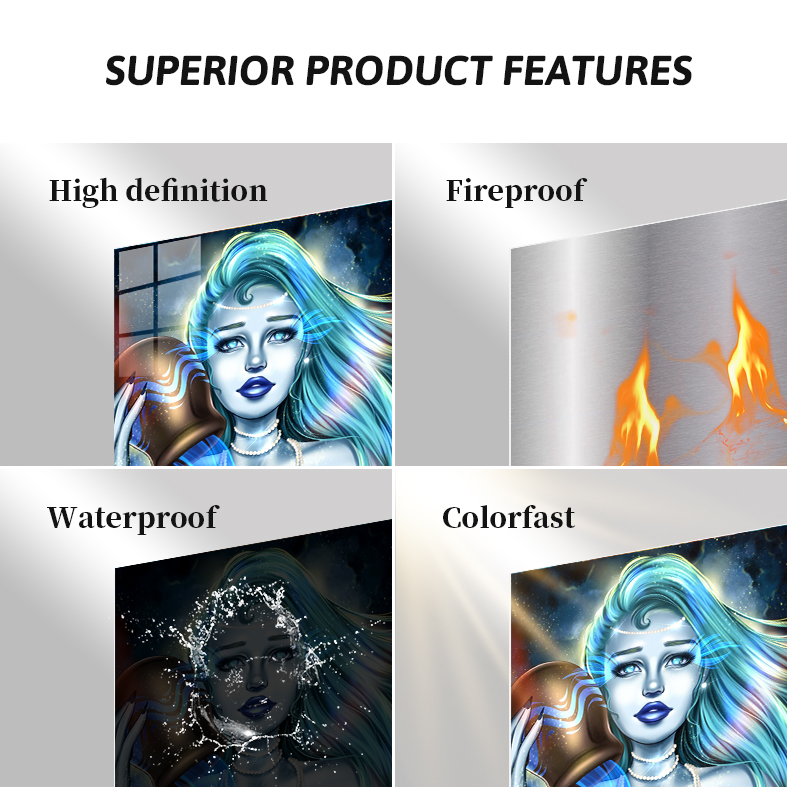 SUPERIOR PRODUCT FEATURES
High definition
Fireproof
Waterproof
Colorfast